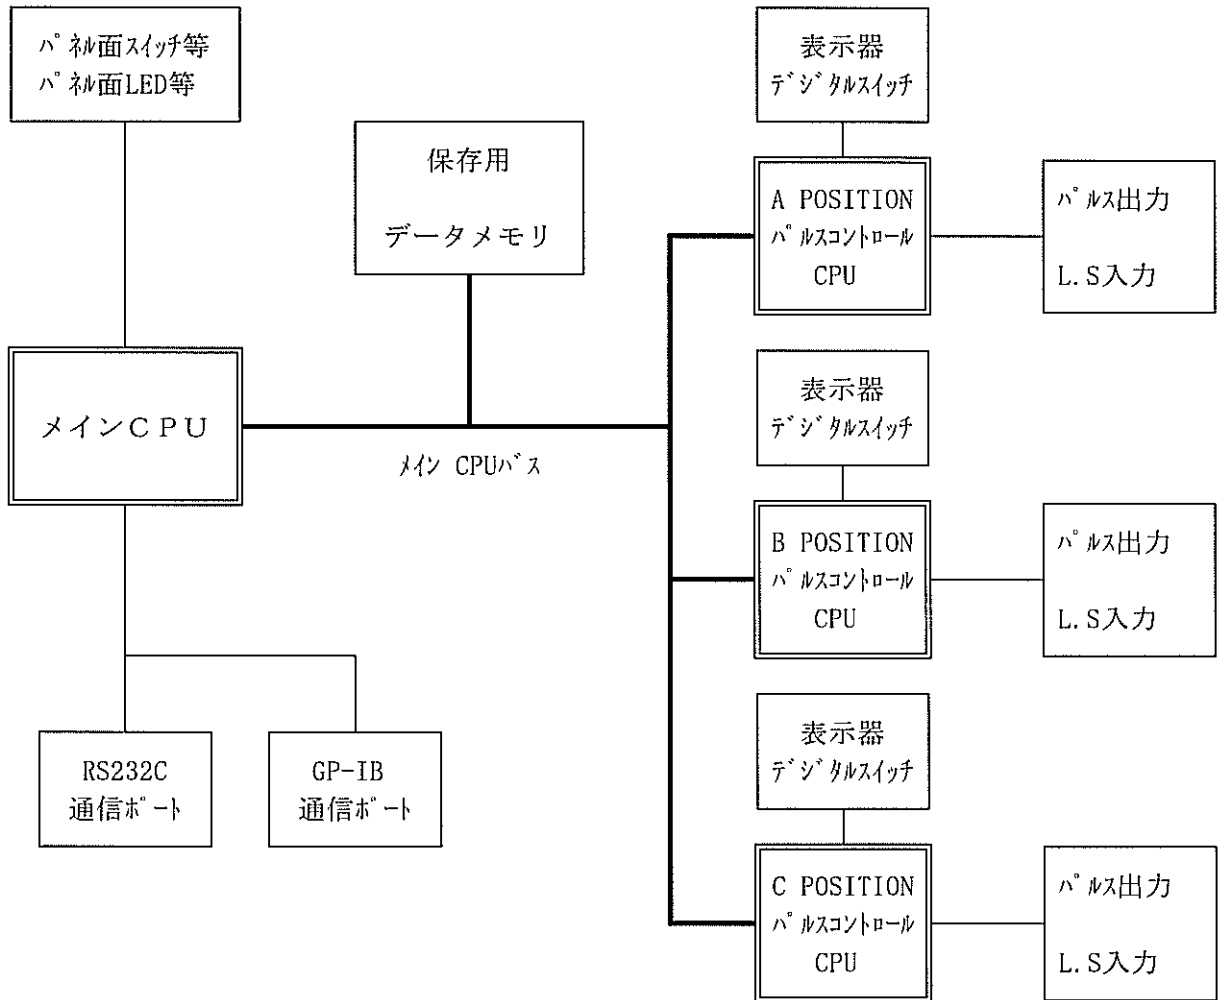 パネル面スイッチ等
パネル面LED等
表示器
デジタルスイッチ
保存用
データメモリ
A POSITION
パルスコントロール
CPU
パルス出力
L.S入力
メインCPU
メイン CPUバス
表示器
デジタルスイッチ
B POSITION
パルスコントロール
CPU
パルス出力
L.S入力
RS232C
通信ポート
GP-IB
通信ポート
表示器
デジタルスイッチ
C POSITION
パルスコントロール
CPU
パルス出力
L.S入力